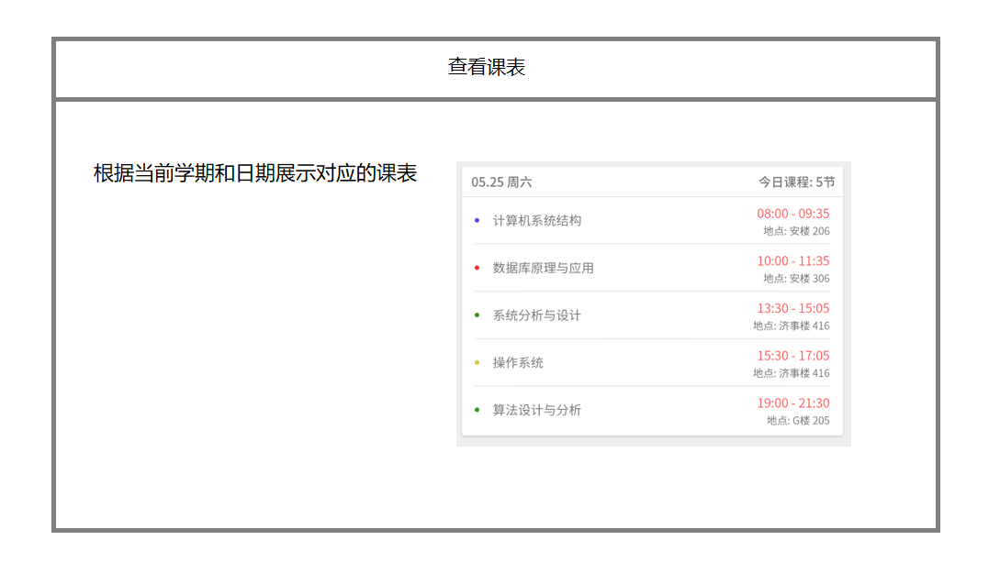 查看课表
根据当前学期和日期展示对应的课表
05.25 周六 今日课程: 5节
计算机系统结构 08:00 - 09:35
地点: 安楼 206
数据库原理与应用 10:00 - 11:35
地点: 安楼 306
系统分析与设计 13:30 - 15:05
地点: 济事楼 416
操作系统 15:30 - 17:05
地点: 济事楼 416
算法设计与分析 19:00 - 21:30
地点: G楼 205